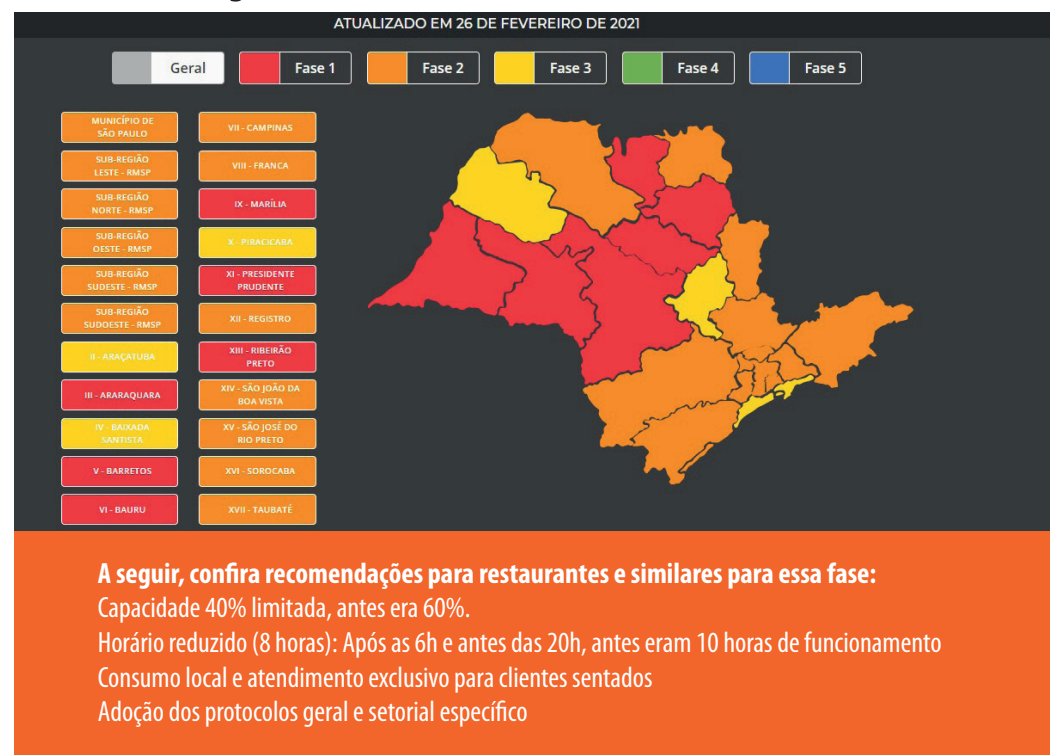 ATUALIZADO EM 26 DE FEVEREIRO DE 2021
Geral
Fase 1
Fase 2
Fase 3
Fase 4
Fase 5
MUNICÍPIO DE
SÃO PAULO
SUB-REGIÃO
LESTE - RMSP
SUB-REGIÃO
NORTE - RMSP
SUB-REGIÃO
OESTE - RMSP
SUB-REGIÃO
SUDESTE - RMSP
SUB-REGIÃO
SUDOESTE - RMSP
II - ARAÇATUBA
III - ARARAQUARA
IV - BAIXADA
SANTISTA
V - BARRETOS
VI - BAURU
VII - CAMPINAS
VIII - FRANCA
IX - MARÍLIA
X - PIRACICABA
XI - PRESIDENTE
PRUDENTE
XII - REGISTRO
XIII - RIBEIRÃO
PRETO
XIV - SÃO JOÃO DA
BOA VISTA
XV - SÃO JOSÉ DO
RIO PRETO
XVI - SOROCABA
XVII - TAUBATÉ
A seguir, confira recomendações para restaurantes e similares para essa fase:
Capacidade 40% limitada, antes era 60%.
Horário reduzido (8 horas): Após as 6h e antes das 20h, antes eram 10 horas de funcionamento
Consumo local e atendimento exclusivo para clientes sentados
Adoção dos protocolos geral e setorial específico